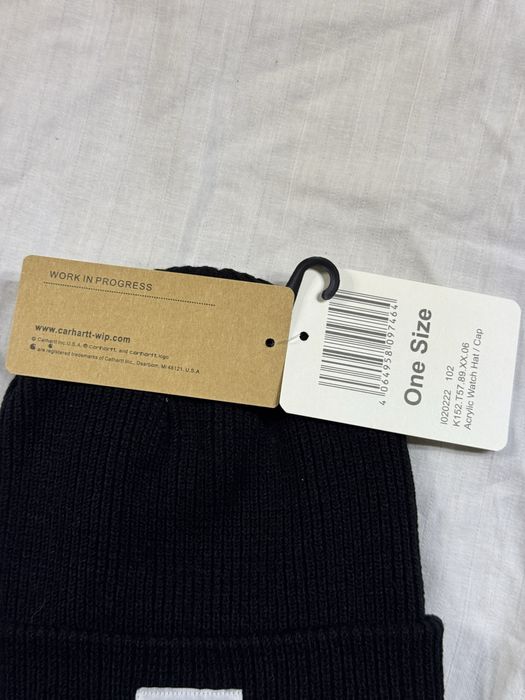 WORK IN PROGRESS
www.carhartt-wip.com
© Carhartt Inc. U.S.A. carhartt and carhartt logo
are registered trademarks of Carhartt Inc., Dearborn, MI 48121, U.S.A
4 064958 097464
One Size
I020222 102
K152.T57.89.XX.06
Acrylic Watch Hat / Cap